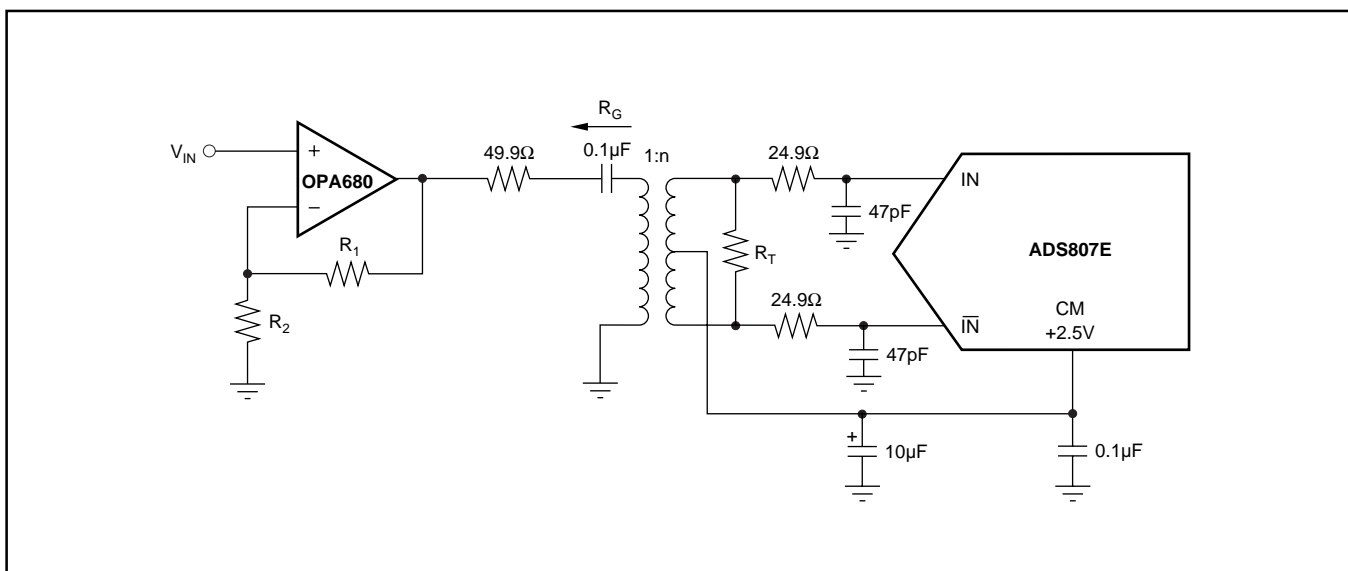 V_IN
+
OPA680
−
R_1
R_2
49.9Ω
R_G
0.1µF
1:n
R_T
24.9Ω
47pF
24.9Ω
47pF
IN
ADS807E
I̅N̅
CM
+2.5V
+
10µF
0.1µF